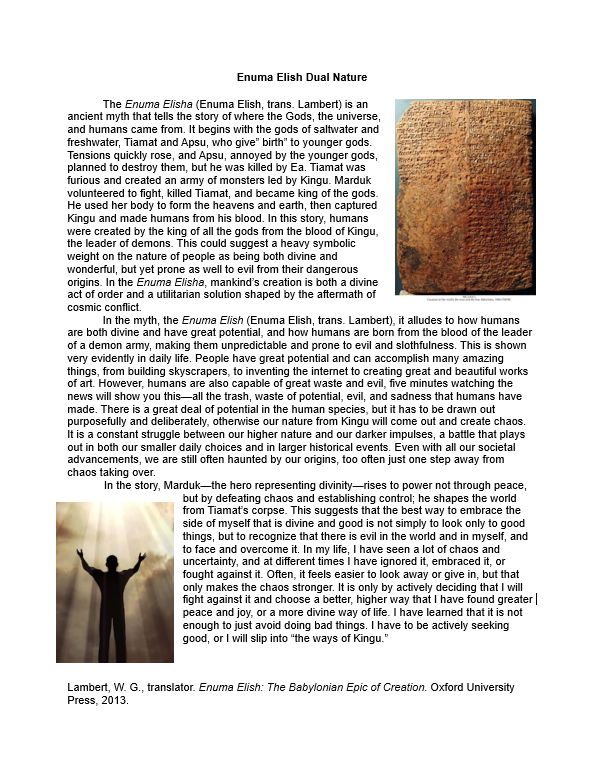 Enuma Elish Dual Nature
The Enuma Elisha (Enuma Elish, trans. Lambert) is an
ancient myth that tells the story of where the Gods, the universe,
and humans came from. It begins with the gods of saltwater and
freshwater, Tiamat and Apsu, who give” birth” to younger gods.
Tensions quickly rose, and Apsu, annoyed by the younger gods,
planned to destroy them, but he was killed by Ea. Tiamat was
furious and created an army of monsters led by Kingu. Marduk
volunteered to fight, killed Tiamat, and became king of the gods.
He used her body to form the heavens and earth, then captured
Kingu and made humans from his blood. In this story, humans
were created by the king of all the gods from the blood of Kingu,
the leader of demons. This could suggest a heavy symbolic
weight on the nature of people as being both divine and
wonderful, but yet prone as well to evil from their dangerous
origins. In the Enuma Elisha, mankind’s creation is both a divine
act of order and a utilitarian solution shaped by the aftermath of
cosmic conflict.
In the myth, the Enuma Elish (Enuma Elish, trans. Lambert), it alludes to how humans
are both divine and have great potential, and how humans are born from the blood of the leader
of a demon army, making them unpredictable and prone to evil and slothfulness. This is shown
very evidently in daily life. People have great potential and can accomplish many amazing
things, from building skyscrapers, to inventing the internet to creating great and beautiful works
of art. However, humans are also capable of great waste and evil, five minutes watching the
news will show you this—all the trash, waste of potential, evil, and sadness that humans have
made. There is a great deal of potential in the human species, but it has to be drawn out
purposefully and deliberately, otherwise our nature from Kingu will come out and create chaos.
It is a constant struggle between our higher nature and our darker impulses, a battle that plays
out in both our smaller daily choices and in larger historical events. Even with all our societal
advancements, we are still often haunted by our origins, too often just one step away from
chaos taking over.
In the story, Marduk—the hero representing divinity—rises to power not through peace,
but by defeating chaos and establishing control; he shapes the world
from Tiamat’s corpse. This suggests that the best way to embrace the
side of myself that is divine and good is not simply to look only to good
things, but to recognize that there is evil in the world and in myself, and
to face and overcome it. In my life, I have seen a lot of chaos and
uncertainty, and at different times I have ignored it, embraced it, or
fought against it. Often, it feels easier to look away or give in, but that
only makes the chaos stronger. It is only by actively deciding that I will
fight against it and choose a better, higher way that I have found greater
peace and joy, or a more divine way of life. I have learned that it is not
enough to just avoid doing bad things. I have to be actively seeking
good, or I will slip into “the ways of Kingu.”
Lambert, W. G., translator. Enuma Elish: The Babylonian Epic of Creation. Oxford University
Press, 2013.